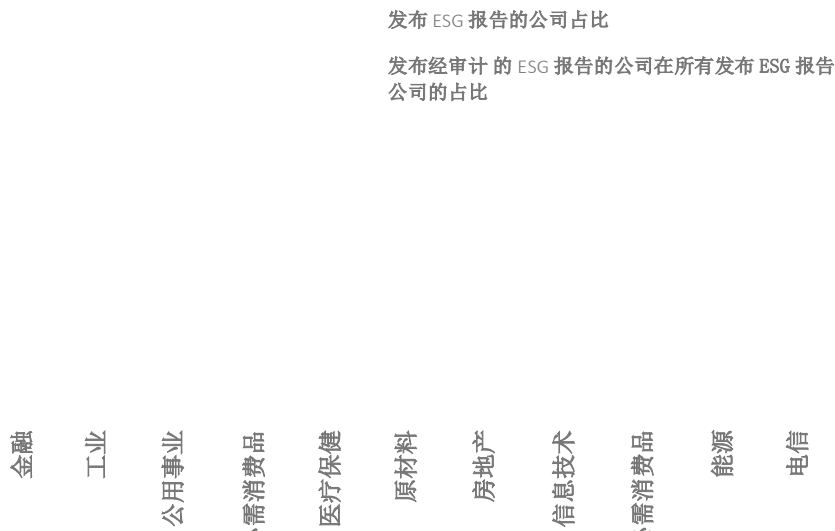 发布 ESG 报告的公司占比
发布经审计 的 ESG 报告的公司在所有发布 ESG 报告
公司的占比
金融
工业
公用事业
需消费品
医疗保健
原材料
房地产
信息技术
需消费品
能源
电信